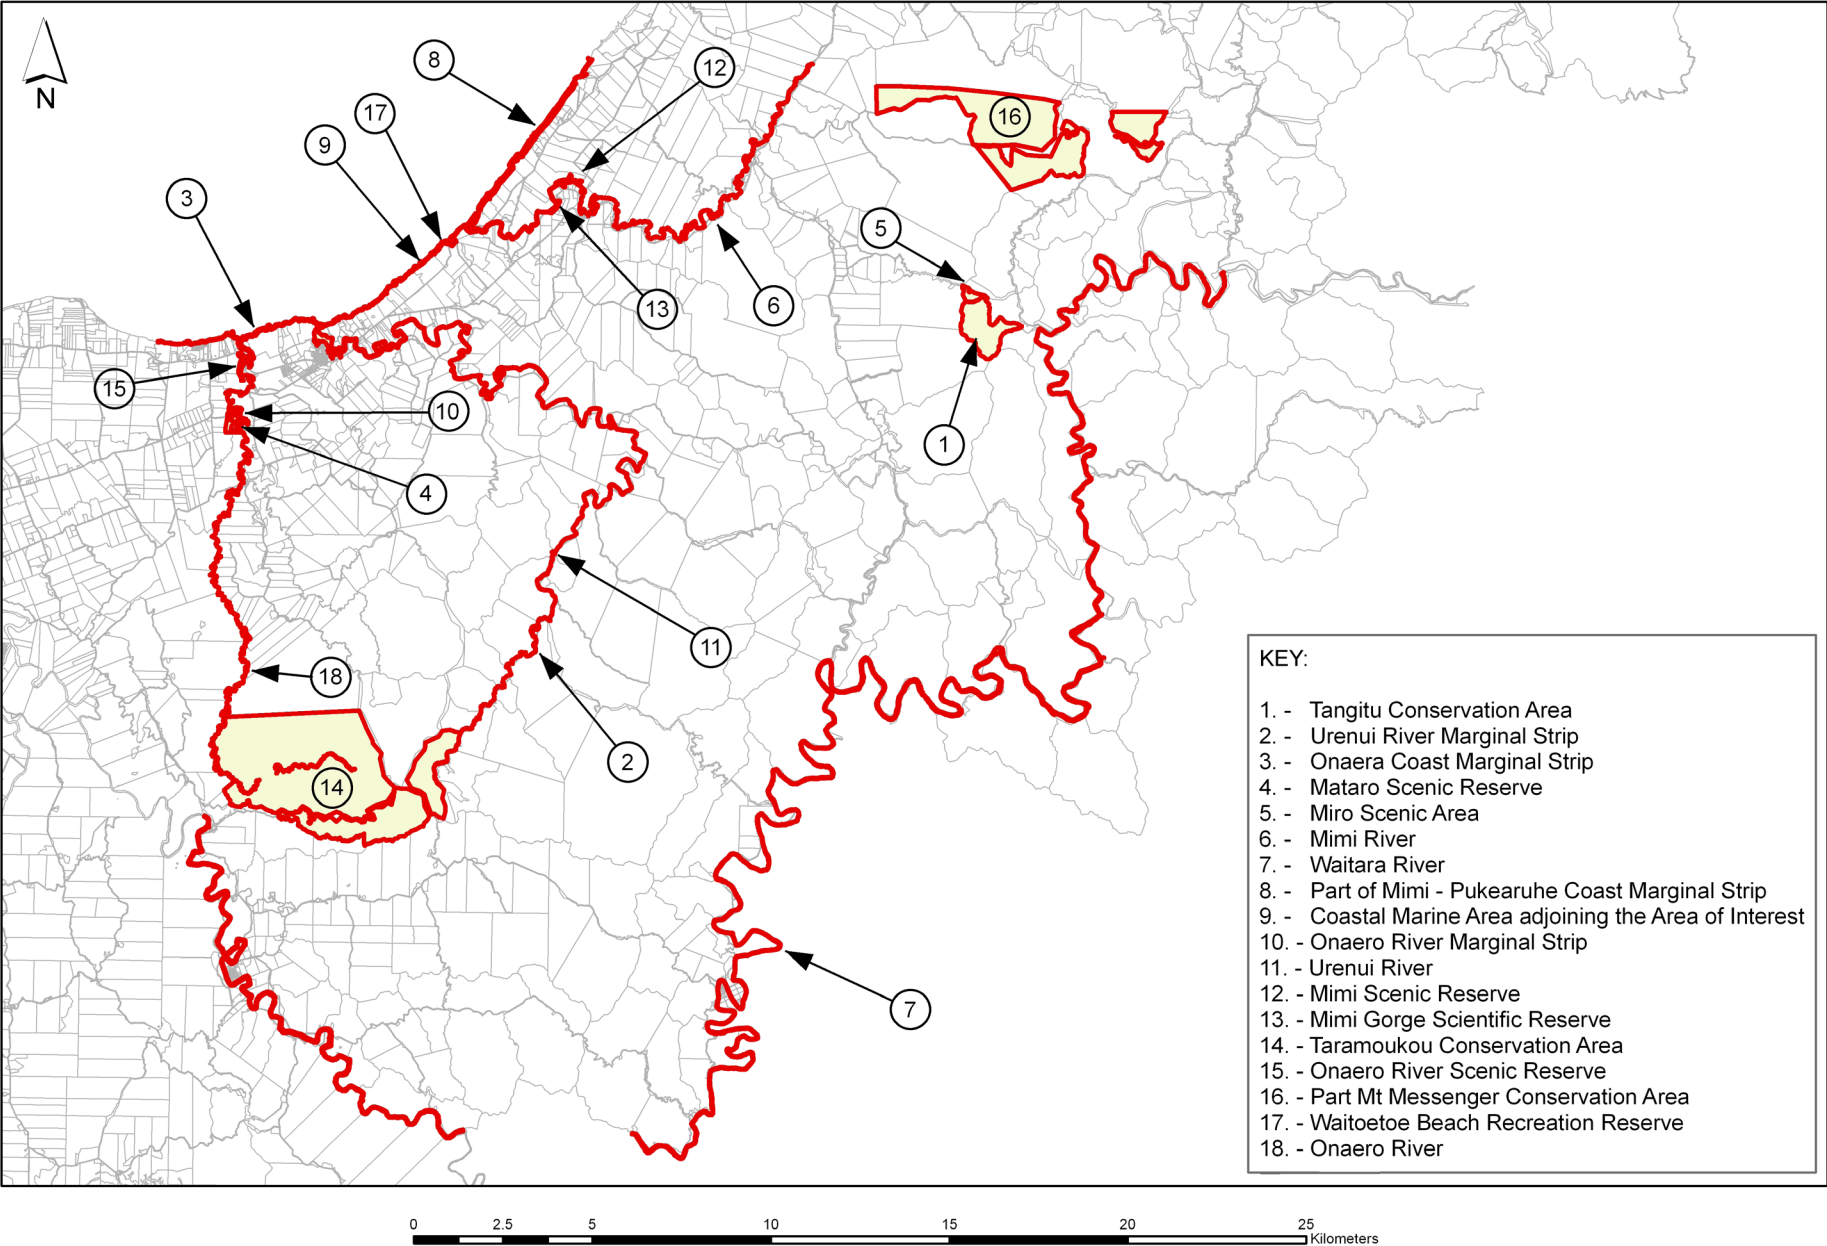 N
8
12
17
9
16
3
5
13
6
15
10
1
4
11
18
2
14
7
KEY:
1. - Tangitu Conservation Area
2. - Urenui River Marginal Strip
3. - Onaera Coast Marginal Strip
4. - Mataro Scenic Reserve
5. - Miro Scenic Area
6. - Mimi River
7. - Waitara River
8. - Part of Mimi - Pukearuhe Coast Marginal Strip
9. - Coastal Marine Area adjoining the Area of Interest
10. - Onaero River Marginal Strip
11. - Urenui River
12. - Mimi Scenic Reserve
13. - Mimi Gorge Scientific Reserve
14. - Taramoukou Conservation Area
15. - Onaero River Scenic Reserve
16. - Part Mt Messenger Conservation Area
17. - Waitoetoe Beach Recreation Reserve
18. - Onaero River
0 2.5 5 10 15 20 25
Kilometers